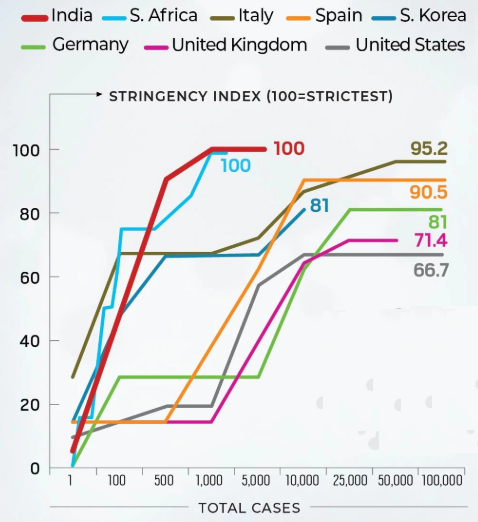 India S. Africa Italy Spain S. Korea
Germany United Kingdom United States
STRINGENCY INDEX (100=STRICTEST)
100 100 95.2
100
90.5
80 81 81
71.4
60 66.7
40
20
0
1 100 500 1,000 5,000 10,000 25,000 50,000 100,000
TOTAL CASES